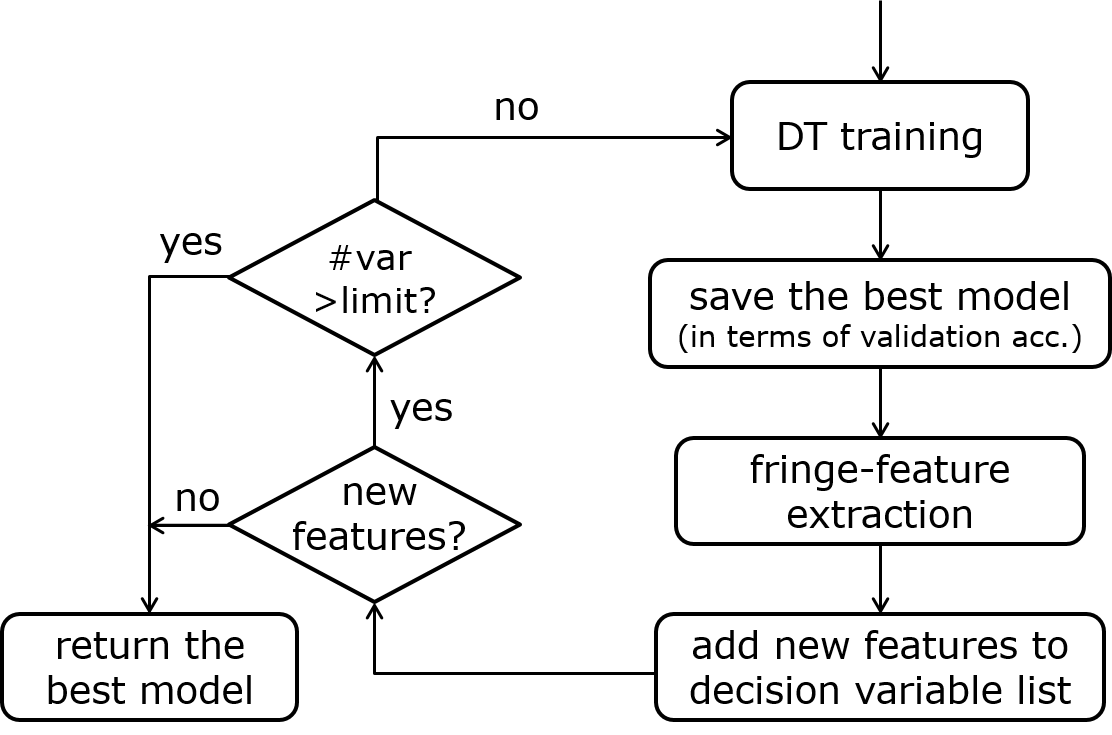 no
DT training
yes
#var
>limit?
save the best model
(in terms of validation acc.)
yes
fringe-feature
extraction
no
new
features?
return the
best model
add new features to
decision variable list